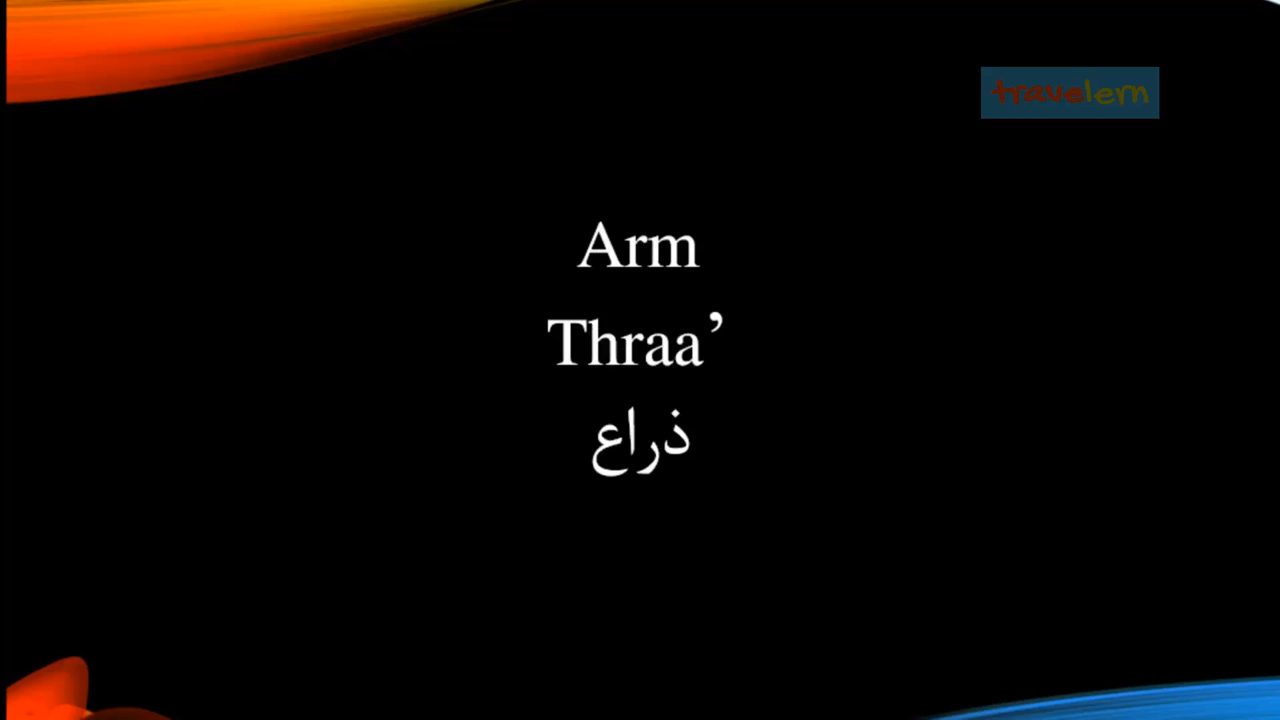 travelern
Arm
Thraa’
ذراع